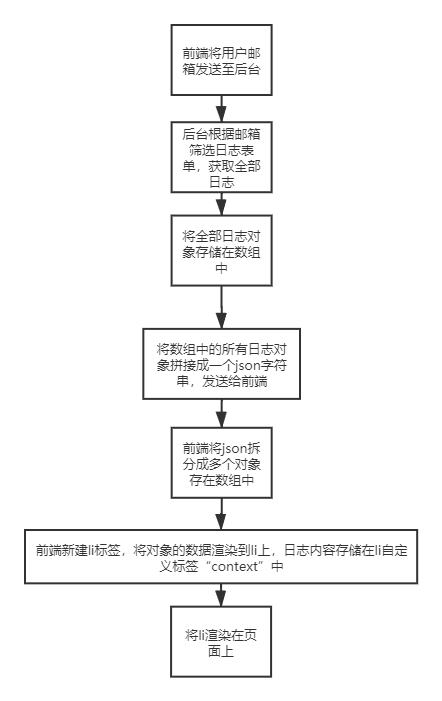 前端将用户邮
箱发送至后台
后台根据邮箱
筛选日志表
单，获取全部
日志
将全部日志对
象存储在数组
中
将数组中的所有日志对
象拼接成一个json字符
串，发送给前端
前端将json拆
分成多个对象
存在数组中
前端新建li标签，将对象的数据渲染到li上，日志内容存储在li自定
义标签“context”中
将li渲染在页
面上